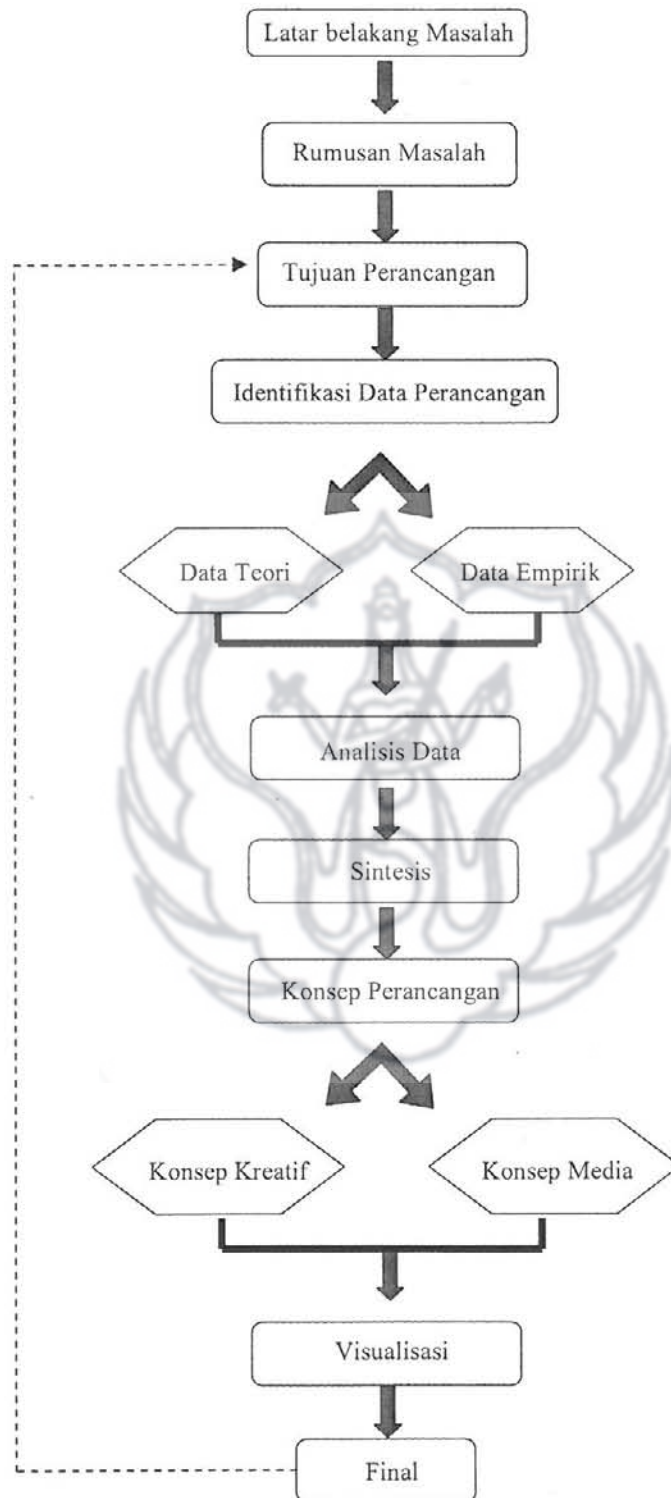 Latar belakang Masalah
Rumusan Masalah
Tujuan Perancangan
Identifikasi Data Perancangan
Data Teori
Data Empirik
Analisis Data
Sintesis
Konsep Perancangan
Konsep Kreatif
Konsep Media
Visualisasi
Final